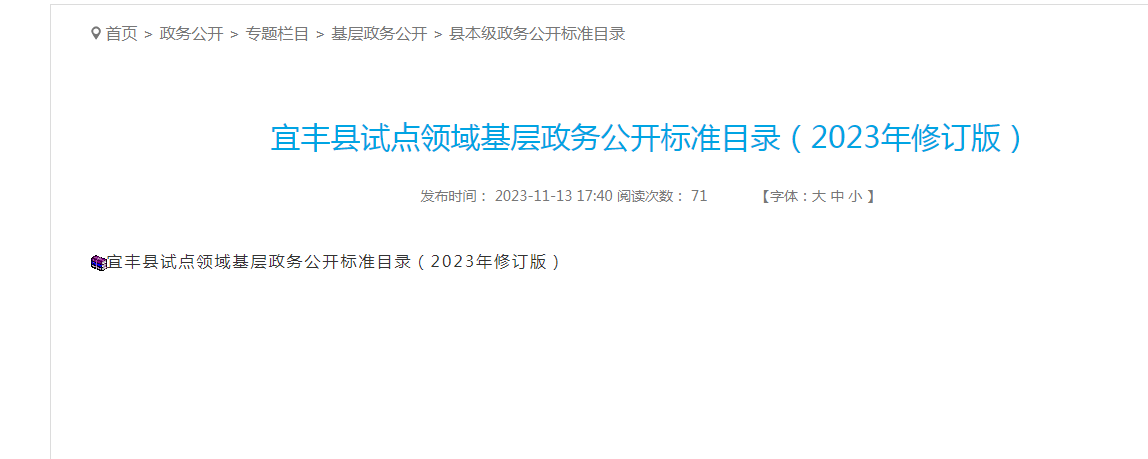 首页 > 政务公开 > 专题栏目 > 基层政务公开 > 县本级政务公开标准目录
宜丰县试点领域基层政务公开标准目录（2023年修订版）
发布时间： 2023-11-13 17:40 阅读次数： 71 【字体：大 中 小 】
宜丰县试点领域基层政务公开标准目录（2023年修订版）